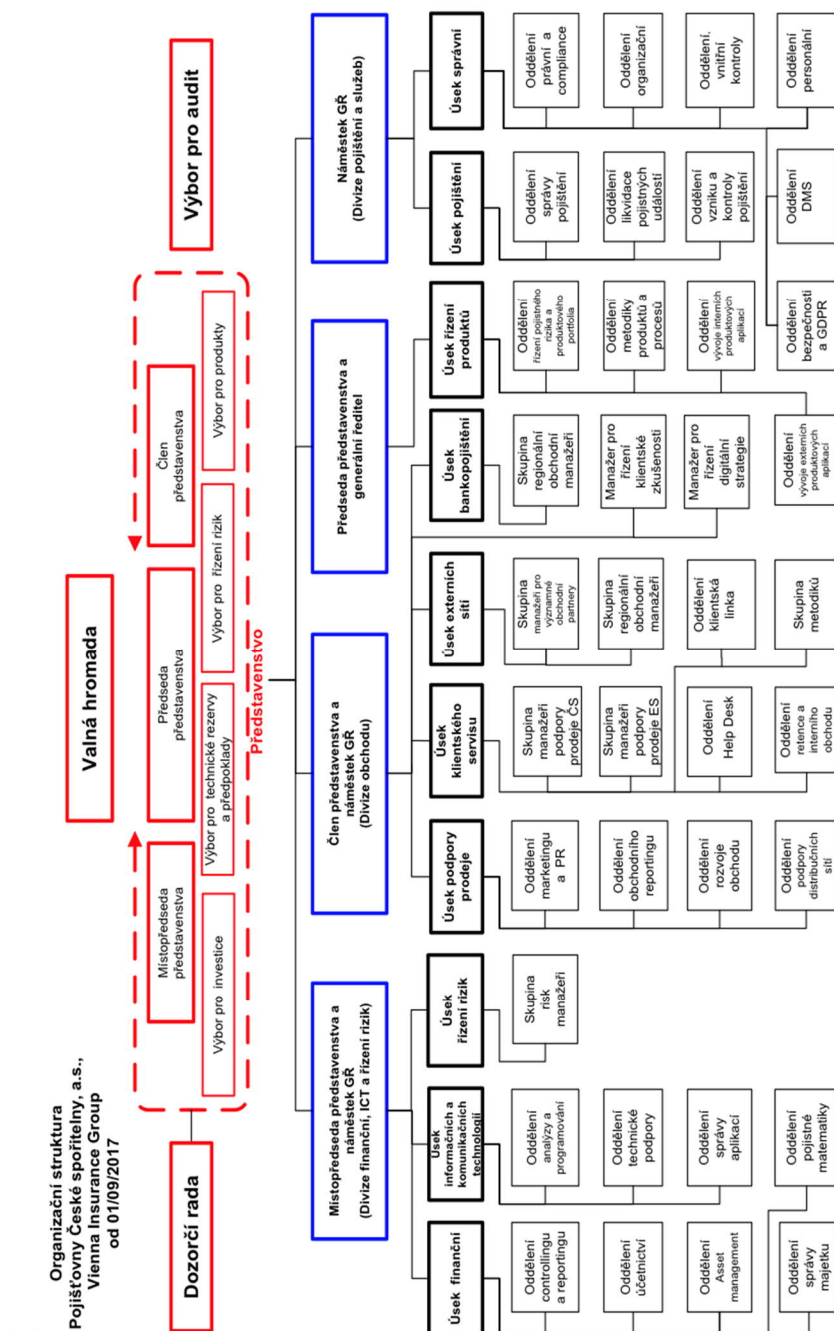 Organizační struktura
Pojišťovny České spořitelny, a.s.,
Vienna Insurance Group
od 01/09/2017
Valná hromada
Dozorčí rada
Výbor pro audit
Místopředseda
představenstva
Předseda
představenstva
Člen
představenstva
Výbor pro investice
Výbor pro technické rezervy
a předpoklady
Výbor pro řízení rizik
Výbor pro produkty
Představenstvo
Místopředseda představenstva a
náměstek GŘ
(Divize finanční, ICT a řízení rizik)
Člen představenstva a
náměstek GŘ
(Divize obchodu)
Předseda představenstva a
generální ředitel
Náměstek GŘ
(Divize pojištění a služeb)
Úsek finanční
Úsek
informačních a
komunikačních
technologií
Úsek
řízení rizik
Úsek podpory
prodeje
Úsek
klientského
servisu
Úsek externích
sítí
Úsek
bankopojištění
Úsek řízení
produktů
Úsek pojištění
Úsek správní
Oddělení
controllingu
a reportingu
Oddělení
analýzy a
programování
Skupina
risk
manažeři
Oddělení
marketingu
a PR
Skupina
manažeři
podpory
prodeje ČS
Skupina
manažeři pro
významné
obchodní
partnery
Skupina
regionální
obchodní
manažeři
Oddělení
řízení pojistného
rizika a
produktového
portfolia
Oddělení
správy
pojištění
Oddělení
právní a
compliance
Oddělení
účetnictví
Oddělení
technické
podpory
Oddělení
obchodního
reportingu
Skupina
manažeři
podpory
prodeje ES
Skupina
regionální
obchodní
manažeři
Manažer pro
řízení
klientské
zkušenosti
Oddělení
metodiky
produktů a
procesů
Oddělení
likvidace
pojistných
událostí
Oddělení
organizační
Oddělení
Asset
management
Oddělení
správy
aplikací
Oddělení
rozvoje
obchodu
Oddělení
Help Desk
Oddělení
klientská
linka
Manažer pro
řízení
digitální
strategie
Oddělení
vývoje interních
produktových
aplikací
Oddělení
vzniku a
kontroly
pojištění
Oddělení.
vnitřní
kontroly
Oddělení
správy
majetku
Oddělení
pojistné
matematiky
Oddělení
podpory
distribučních
sítí
Oddělení
retence a
interního
obchodu
Skupina
metodiků
Oddělení
vývoje externích
produktových
aplikací
Oddělení
bezpečnosti
a GDPR
Oddělení
DMS
Oddělení
personální